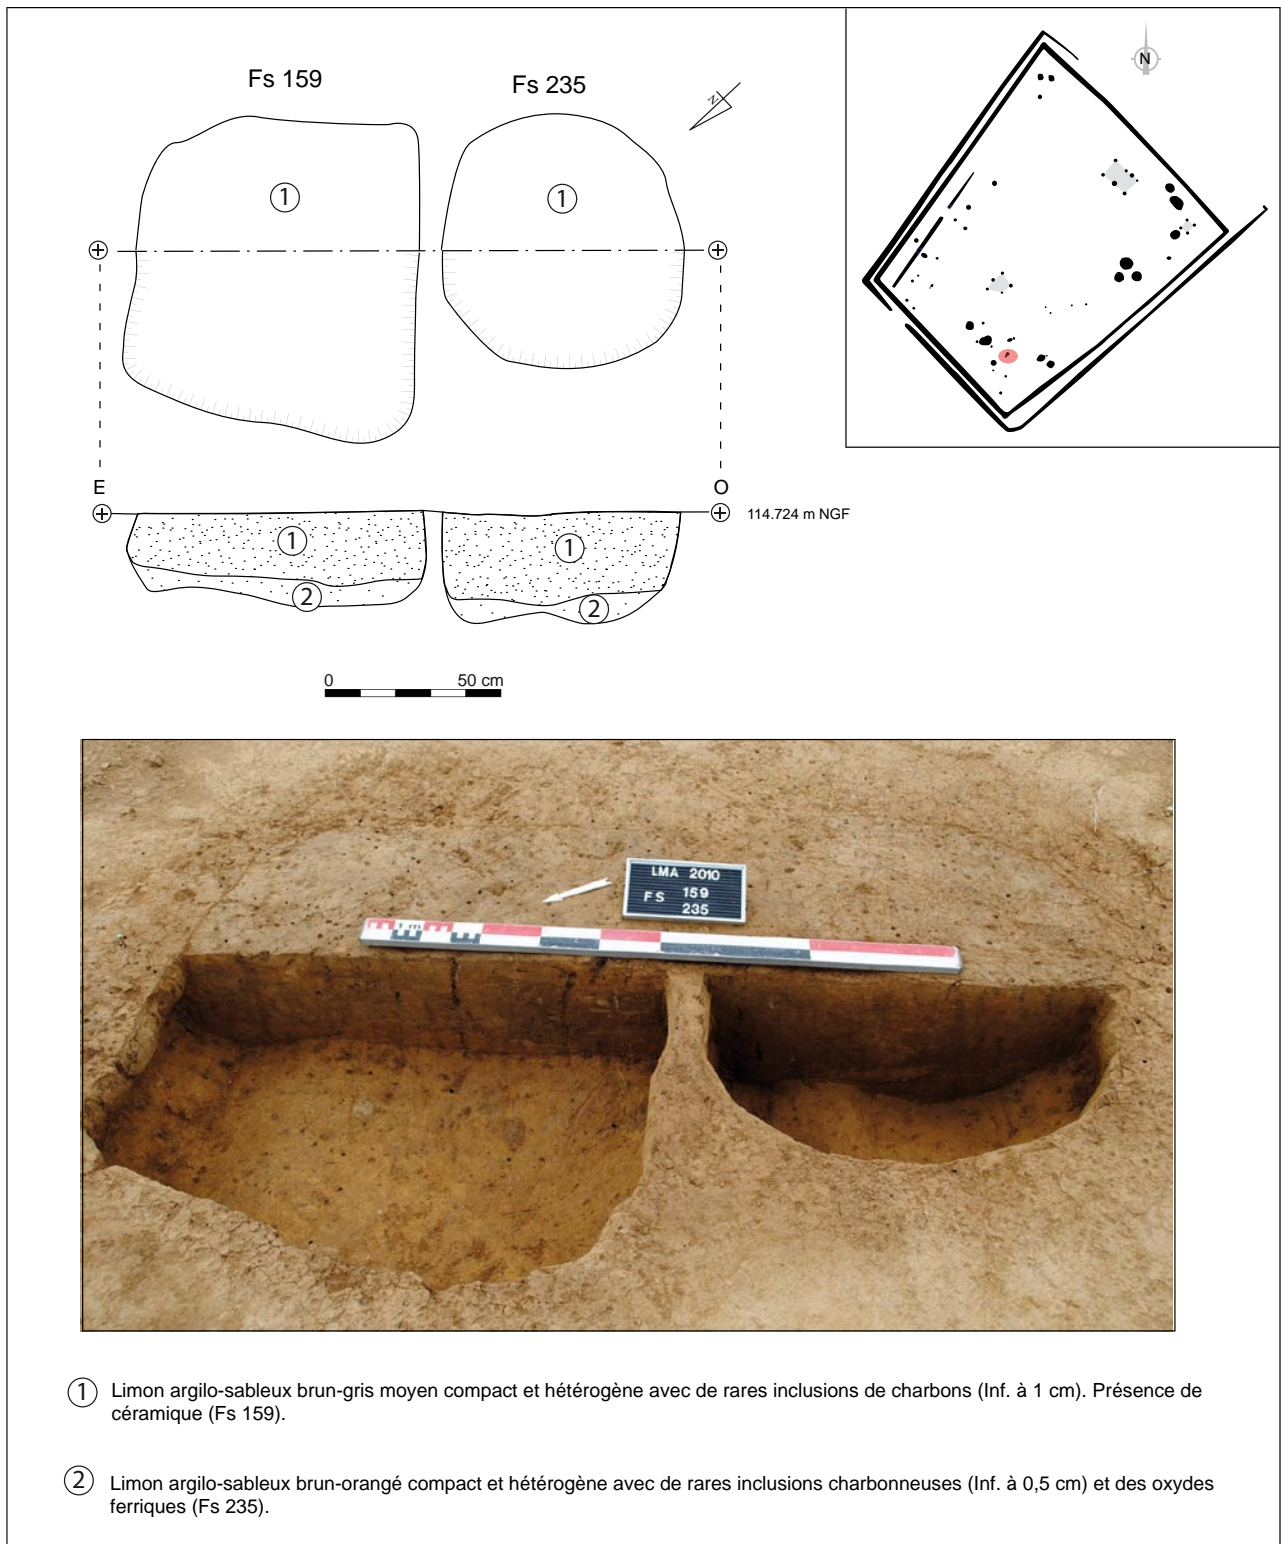 Fs 159
Fs 235
N
N
1
1
E
O
114.724 m NGF
1
1
2
2
0
50 cm
LMA 2010
FS 159
235
1 m
1 Limon argilo-sableux brun-gris moyen compact et hétérogène avec de rares inclusions de charbons (Inf. à 1 cm). Présence de
céramique (Fs 159).
2 Limon argilo-sableux brun-orangé compact et hétérogène avec de rares inclusions charbonneuses (Inf. à 0,5 cm) et des oxydes
ferriques (Fs 235).